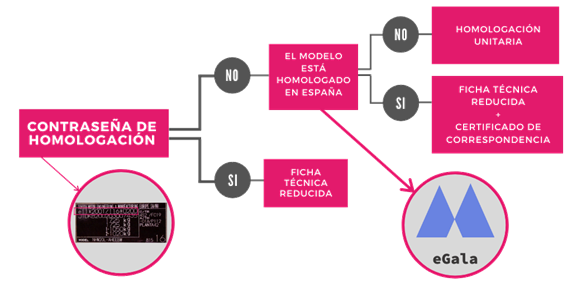 CONTRASEÑA DE
HOMOLOGACIÓN
NO
SI
EL MODELO
ESTÁ
HOMOLOGADO
EN ESPAÑA
FICHA
TÉCNICA
REDUCIDA
NO
SI
HOMOLOGACIÓN
UNITARIA
FICHA TÉCNICA
REDUCIDA
+
CERTIFICADO DE
CORRESPONDENCIA
eGala